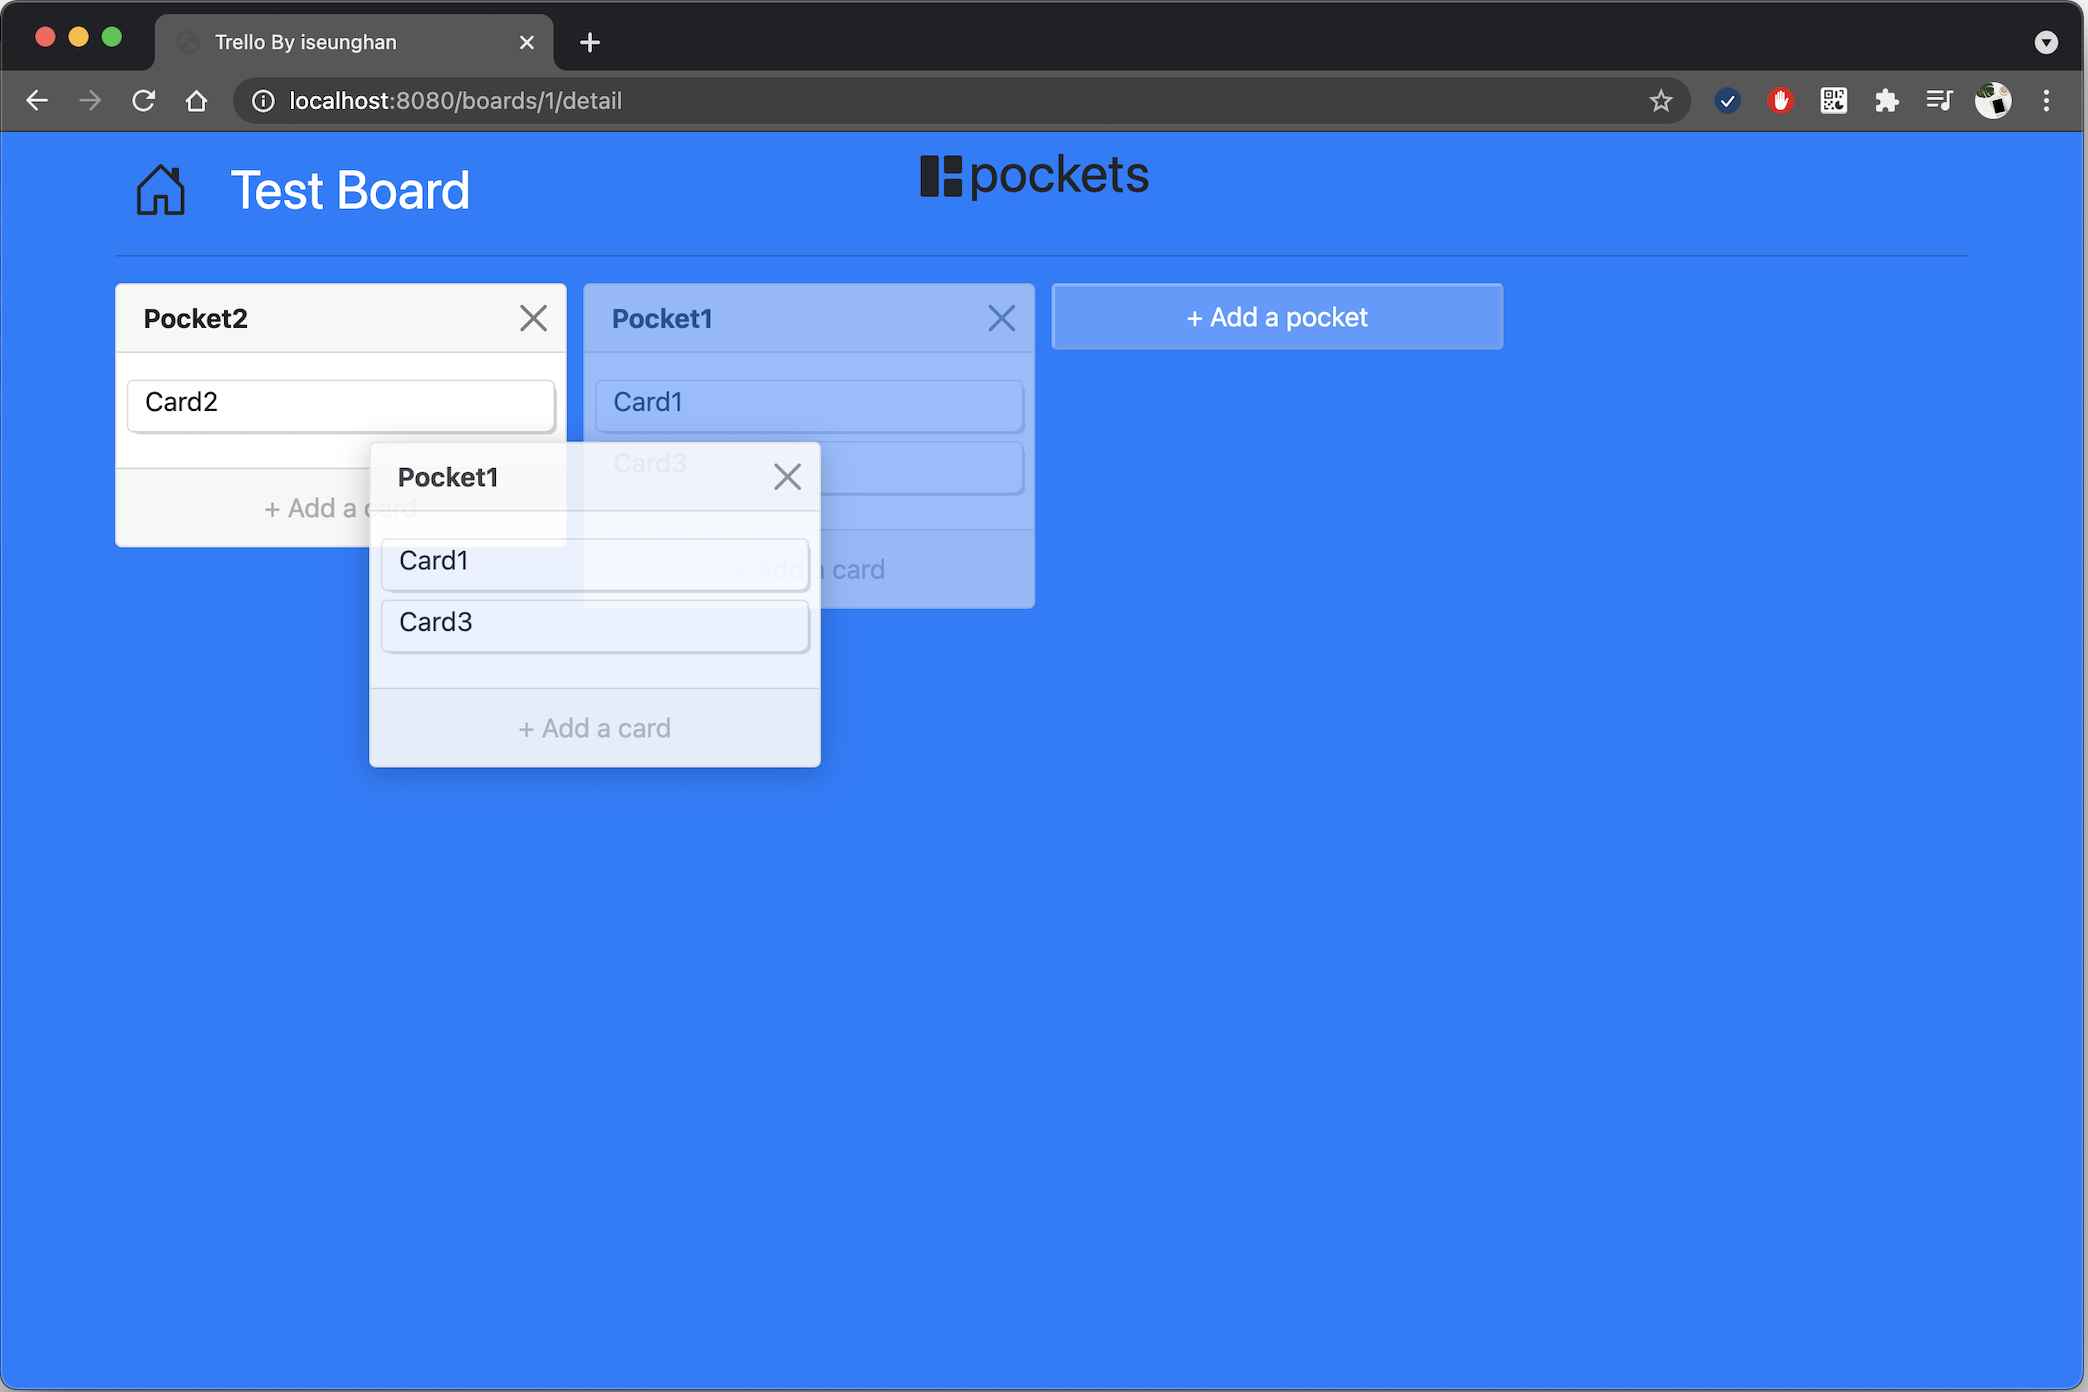 Trello By iseunghan
localhost:8080/boards/1/detail
Test Board
pockets
Pocket2
Card2
+ Add a card
Pocket1
Card1
Card3
+ Add a card
+ Add a pocket
Pocket1
Card1
Card3
+ Add a card